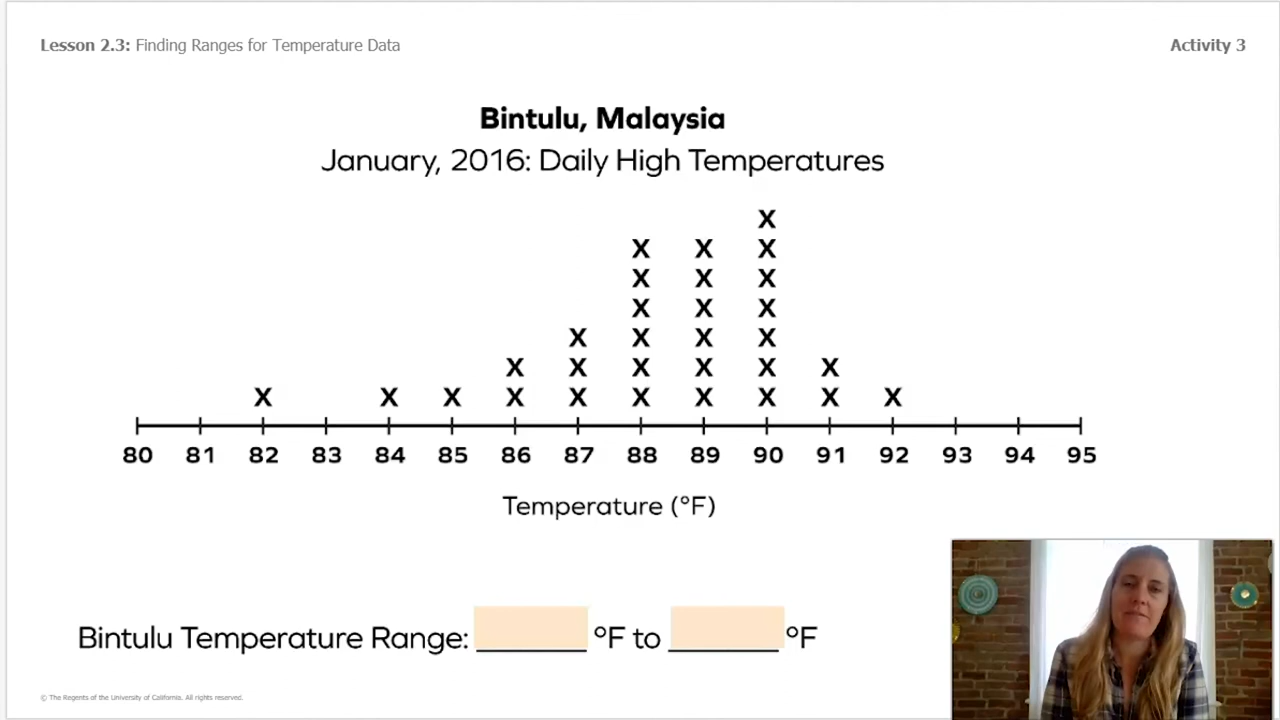 Lesson 2.3: Finding Ranges for Temperature Data
Activity 3
Bintulu, Malaysia
January, 2016: Daily High Temperatures
X
X X X
X X X
X X X
X X X X
X X X X X X
X X X X X X X X X X
80 81 82 83 84 85 86 87 88 89 90 91 92 93 94 95
Temperature (°F)
Bintulu Temperature Range: ______ °F to ______ °F
© The Regents of the University of California. All rights reserved.